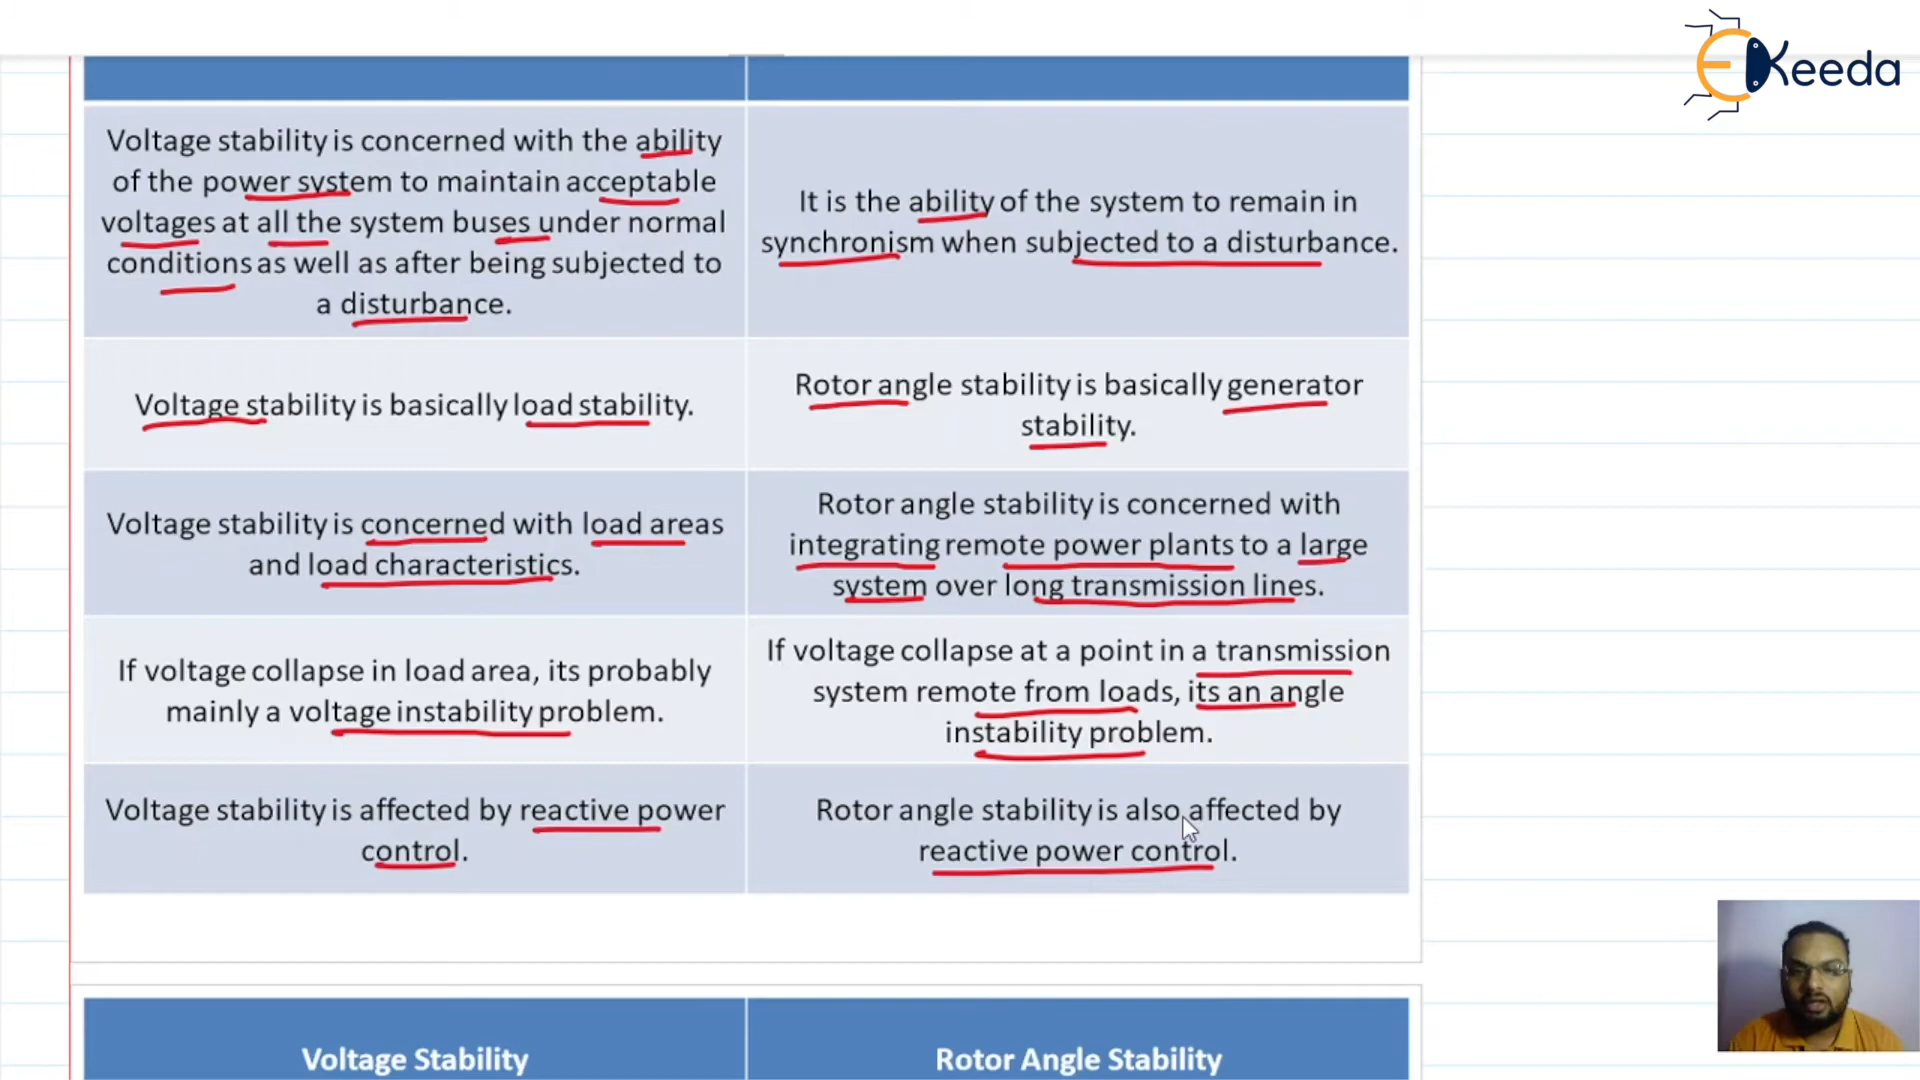 EKeeda
Voltage stability is concerned with the ability
of the power system to maintain acceptable
voltages at all the system buses under normal
conditions as well as after being subjected to
a disturbance.
It is the ability of the system to remain in
synchronism when subjected to a disturbance.
Voltage stability is basically load stability.
Rotor angle stability is basically generator
stability.
Voltage stability is concerned with load areas
and load characteristics.
Rotor angle stability is concerned with
integrating remote power plants to a large
system over long transmission lines.
If voltage collapse in load area, its probably
mainly a voltage instability problem.
If voltage collapse at a point in a transmission
system remote from loads, its an angle
instability problem.
Voltage stability is affected by reactive power
control.
Rotor angle stability is also affected by
reactive power control.
Voltage Stability
Rotor Angle Stability